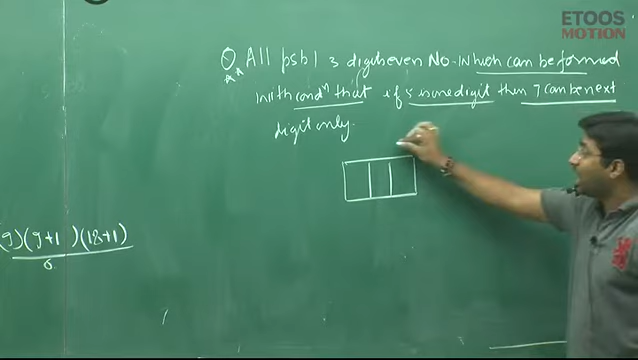 ETOOS
MOTION
Q. All psbl 3 digit even No. Which can be formed
with condn that if 5 is one digit then 7 can be next
digit only.
9)(9+1)(18+1)
6